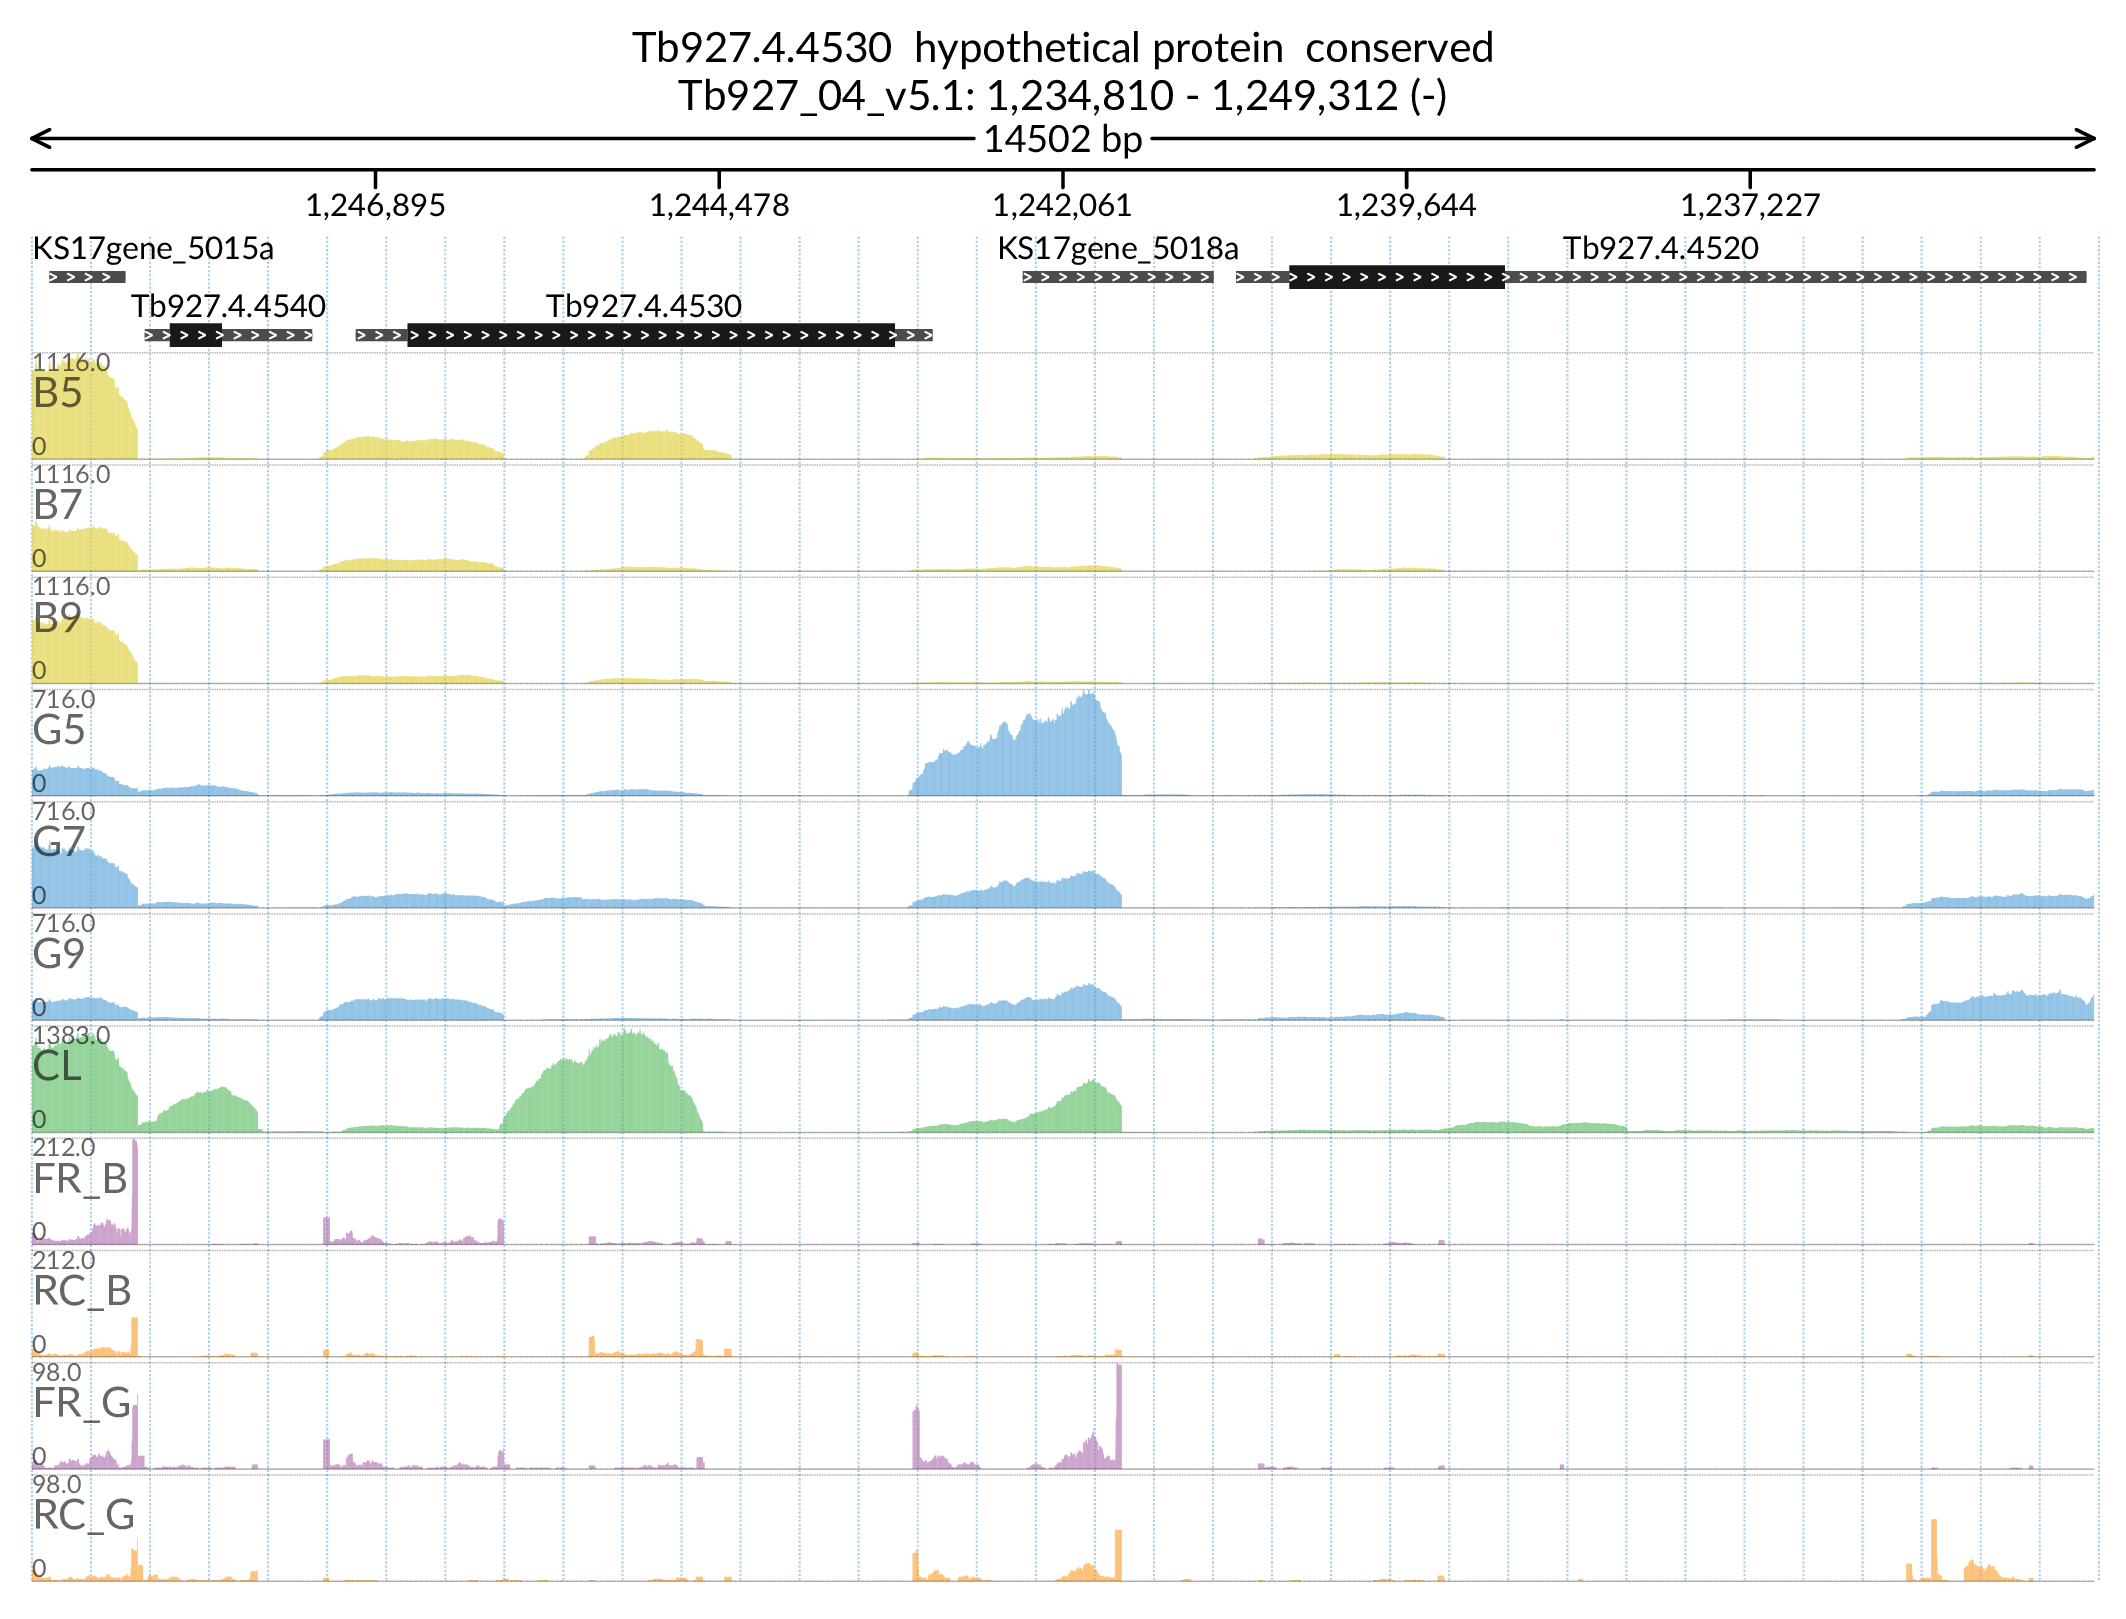 Tb927.4.4530  hypothetical protein  conserved
Tb927_04_v5.1: 1,234,810 - 1,249,312 (-)
14502 bp
1,246,895 1,244,478 1,242,061 1,239,644 1,237,227
KS17gene_5015a KS17gene_5018a Tb927.4.4520
Tb927.4.4540 Tb927.4.4530
1116.0
B5
0
1116.0
B7
0
1116.0
B9
0
716.0
G5
0
716.0
G7
0
716.0
G9
0
1383.0
CL
0
212.0
FR_B
0
212.0
RC_B
0
98.0
FR_G
0
98.0
RC_G
0